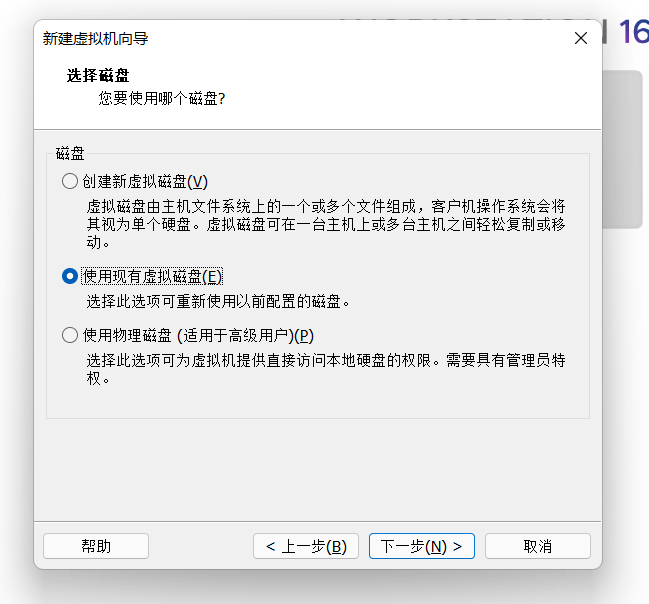 WORKSTATION 16
新建虚拟机向导
选择磁盘
您要使用哪个磁盘?
磁盘
创建新虚拟磁盘(V)
虚拟磁盘由主机文件系统上的一个或多个文件组成，客户机操作系统会将
其视为单个硬盘。虚拟磁盘可在一台主机上或多台主机之间轻松复制或移
动。
使用现有虚拟磁盘(E)
选择此选项可重新使用以前配置的磁盘。
使用物理磁盘 (适用于高级用户)(P)
选择此选项可为虚拟机提供直接访问本地硬盘的权限。需要具有管理员特
权。
帮助
< 上一步(B)
下一步(N) >
取消